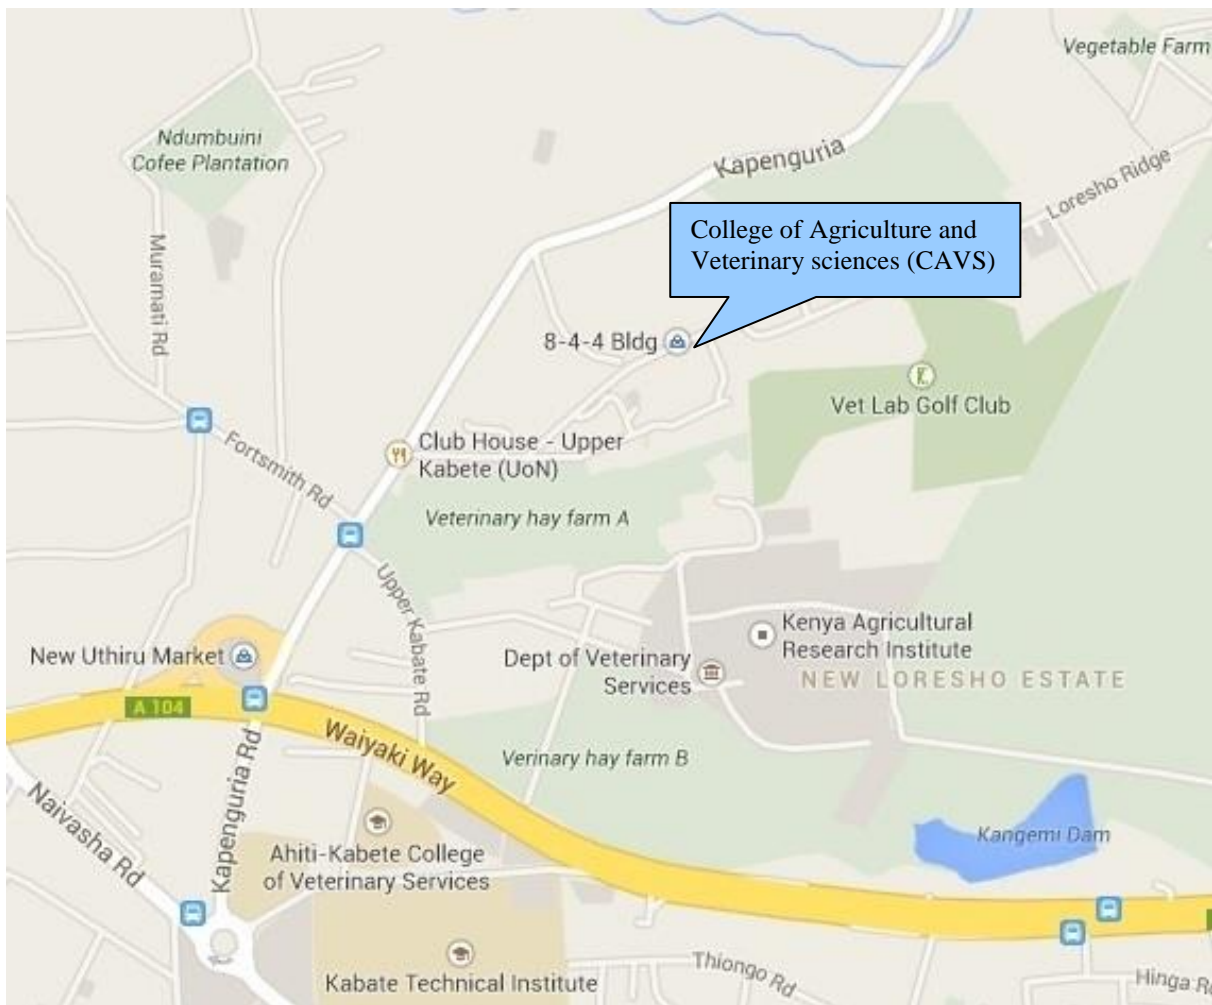 Vegetable Farm
Ndumbuini
Cofee Plantation
Kapenguria
Loresho Ridge
College of Agriculture and
Veterinary sciences (CAVS)
Muramati Rd
8-4-4 Bldg
Vet Lab Golf Club
Fortsmith Rd
Club House - Upper
Kabete (UoN)
Veterinary hay farm A
Upper Kabate Rd
Kenya Agricultural
Research Institute
New Uthiru Market
Dept of Veterinary
Services
NEW LORESHO ESTATE
A 104
Waiyaki Way
Verinary hay farm B
Kapenguria Rd
Naivasha Rd
Kangemi Dam
Ahiti-Kabete College
of Veterinary Services
Kabate Technical Institute
Thiongo Rd
Hinga Rd